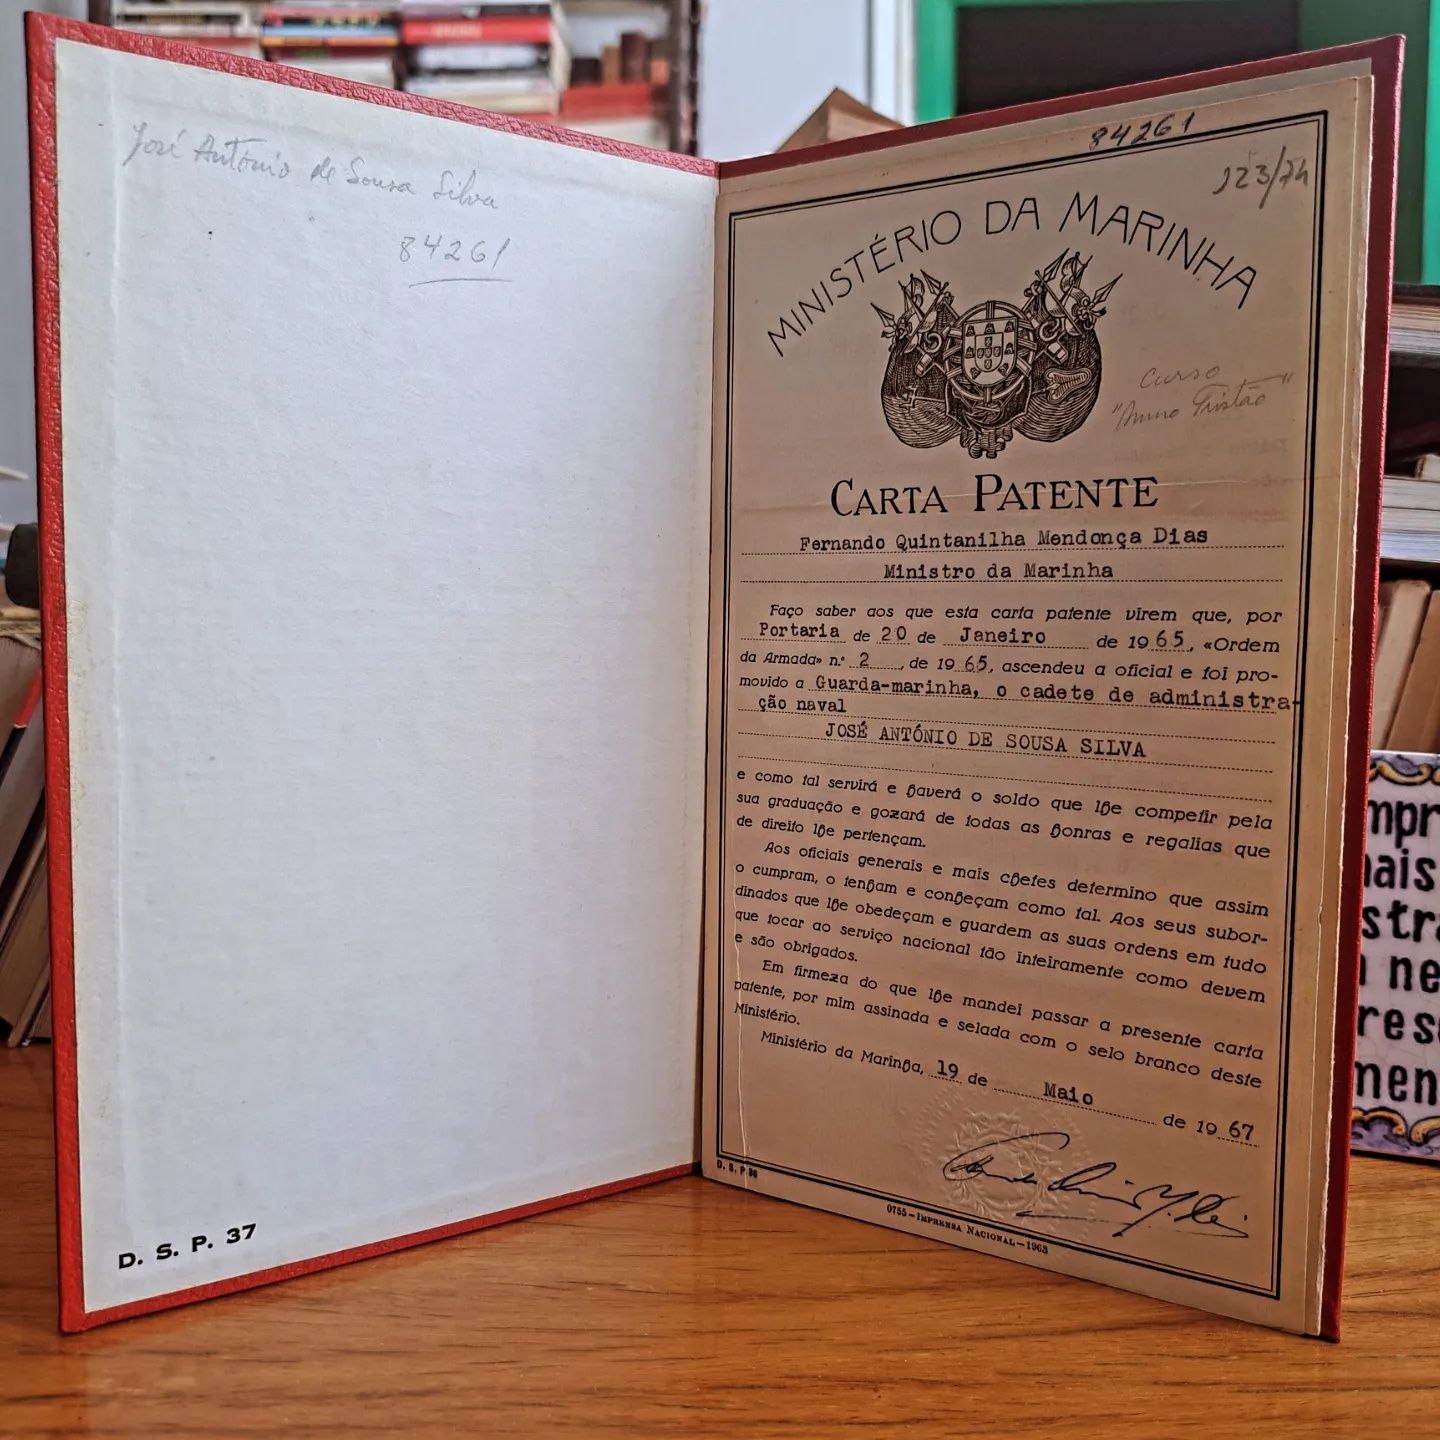 José António de Sousa Silva
84261
D. S. P. 37
84261
123/74
MINISTÉRIO DA MARINHA
Curso
"Nuno Tristão"
CARTA PATENTE
Fernando Quintanilha Mendonça Dias
Ministro da Marinha
Faço saber aos que esta carta patente virem que, por
Portaria de 20 de Janeiro de 1965, «Ordem
da Armada» n.º 2, de 1965, ascendeu a oficial e foi pro-
movido a Guarda-marinha, o cadete de administra-
ção naval
JOSÉ ANTÓNIO DE SOUSA SILVA
e como tal servirá e haverá o soldo que lhe competir pela
sua graduação e gozará de todas as honras e regalias que
de direito lhe pertençam.
Aos oficiais generais e mais chefes determino que assim
o cumpram, o tenham e conheçam como tal. Aos seus subor-
dinados que lhe obedeçam e guardem as suas ordens em tudo
que tocar ao serviço nacional tão inteiramente como devem
e são obrigados.
Em firmeza do que lhe mandei passar a presente carta
patente, por mim assinada e selada com o selo branco deste
Ministério.
Ministério da Marinha, 19 de Maio de 1967
D. S. P. 36
0755 — IMPRENSA NACIONAL — 1963
mpr
ais
stra
ne
res
men